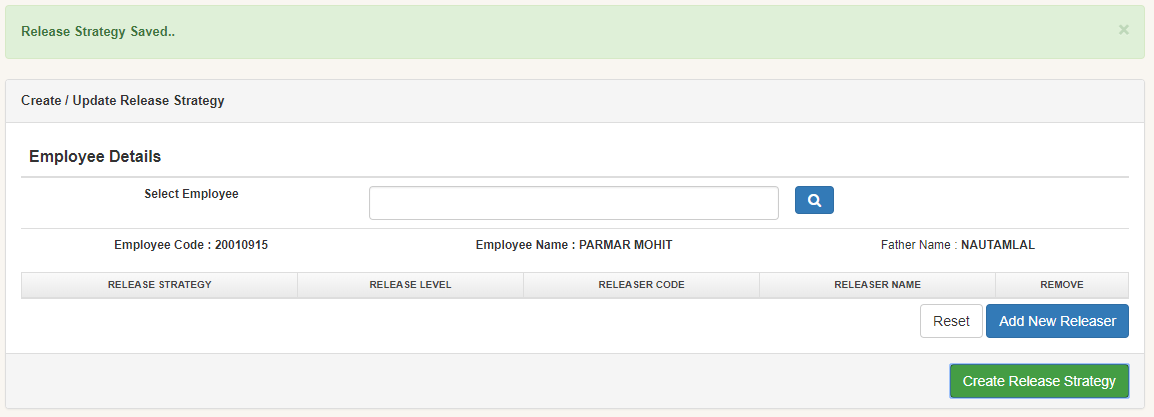 Release Strategy Saved..
×
Create / Update Release Strategy
Employee Details
Select Employee
Employee Code : 20010915 Employee Name : PARMAR MOHIT Father Name : NAUTAMLAL
RELEASE STRATEGY RELEASE LEVEL RELEASER CODE RELEASER NAME REMOVE
Reset Add New Releaser
Create Release Strategy